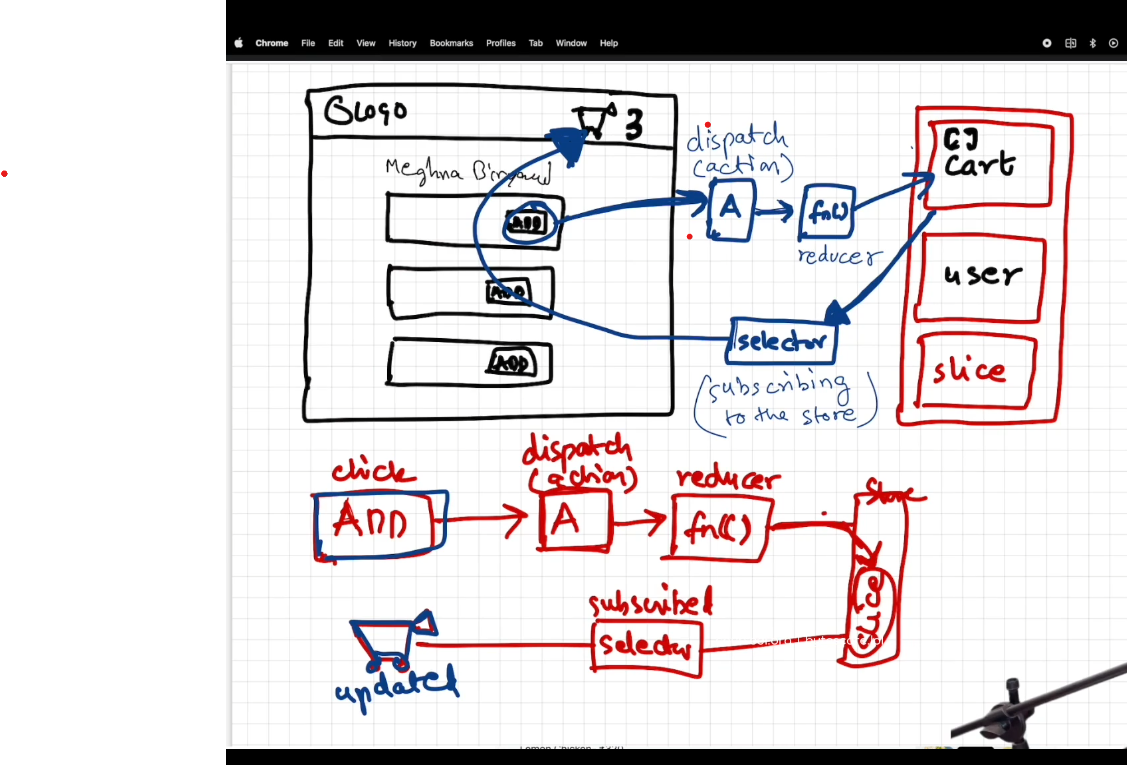 Chrome File Edit View History Bookmarks Profiles Tab Window Help
Logo
3
dispatch
(action)
[]
cart
Meghna
ADD
A
fn()
reducer
user
ADD
selector
ADD
slice
(subscribing
to the store)
dispatch
(action)
click
reducer
Store
ADD
A
fn()
slice
subscribed
selector
updated